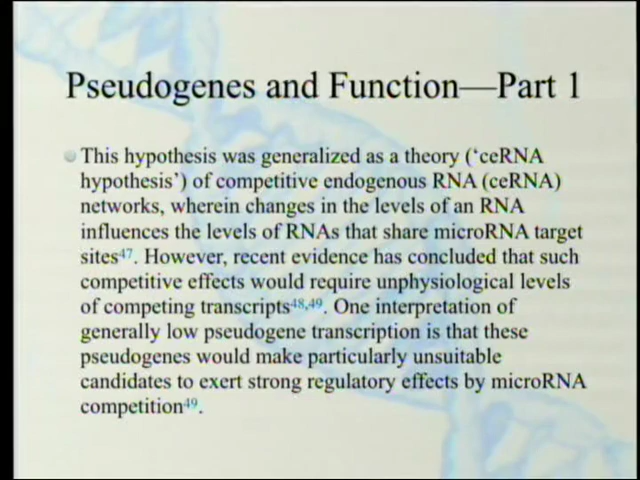 Pseudogenes and Function—Part 1
This hypothesis was generalized as a theory ('ceRNA
hypothesis') of competitive endogenous RNA (ceRNA)
networks, wherein changes in the levels of an RNA
influences the levels of RNAs that share microRNA target
sites⁴⁷. However, recent evidence has concluded that such
competitive effects would require unphysiological levels
of competing transcripts⁴⁸,⁴⁹. One interpretation of
generally low pseudogene transcription is that these
pseudogenes would make particularly unsuitable
candidates to exert strong regulatory effects by microRNA
competition⁴⁹.